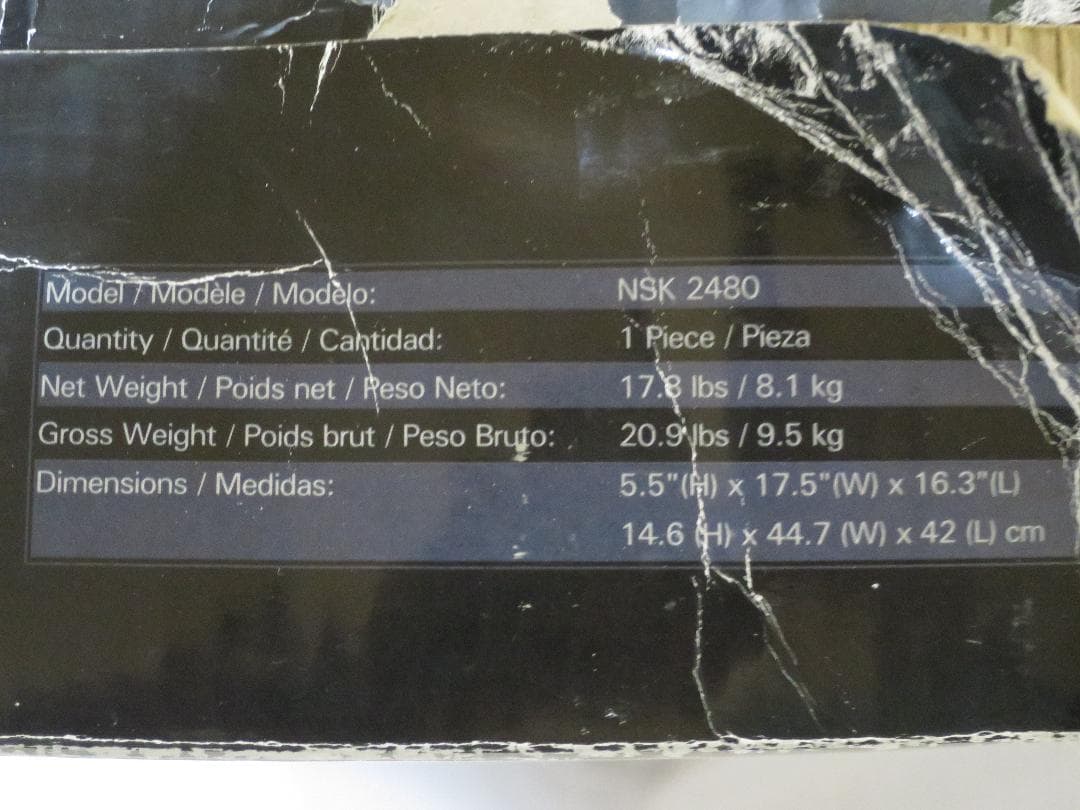 Model / Modèle / Modelo: NSK 2480
Quantity / Quantité / Cantidad: 1 Piece / Pieza
Net Weight / Poids net / Peso Neto: 17.8 lbs / 8.1 kg
Gross Weight / Poids brut / Peso Bruto: 20.9 lbs / 9.5 kg
Dimensions / Medidas: 5.5"(H) x 17.5"(W) x 16.3"(L)
14.6 (H) x 44.7 (W) x 42 (L) cm